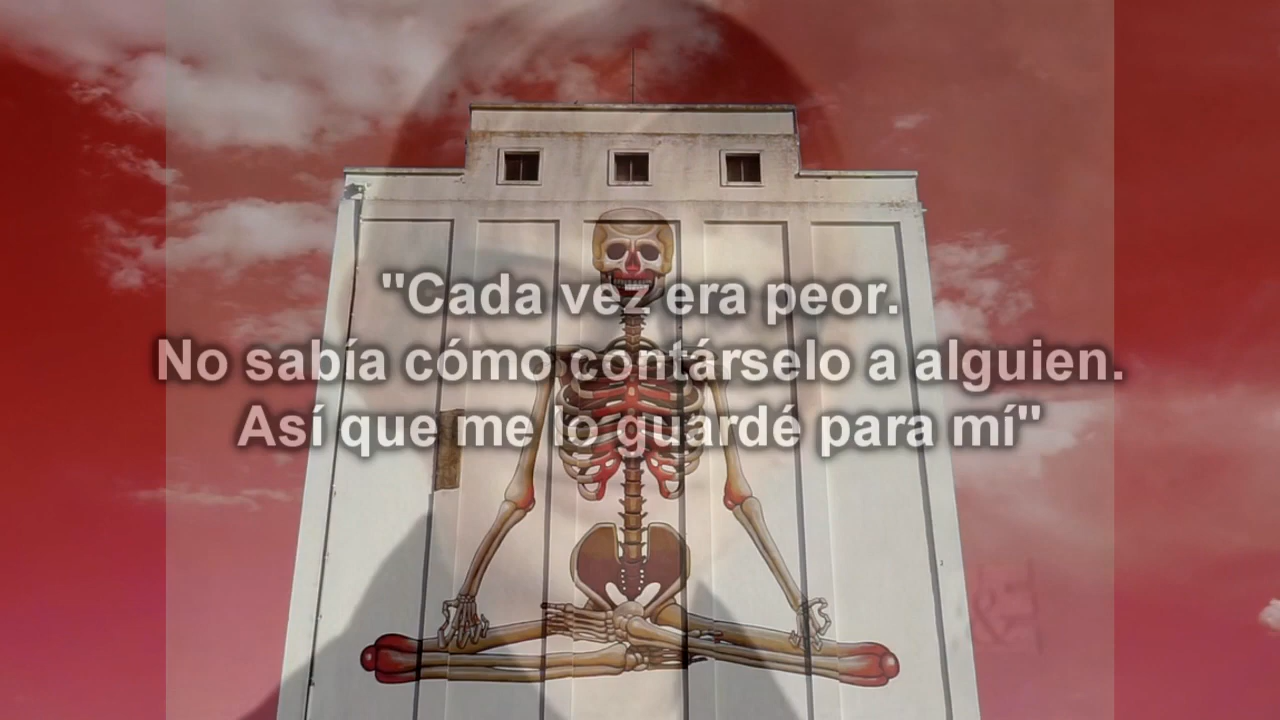 "Cada vez era peor.
No sabía cómo contárselo a alguien.
Así que me lo guardé para mí"